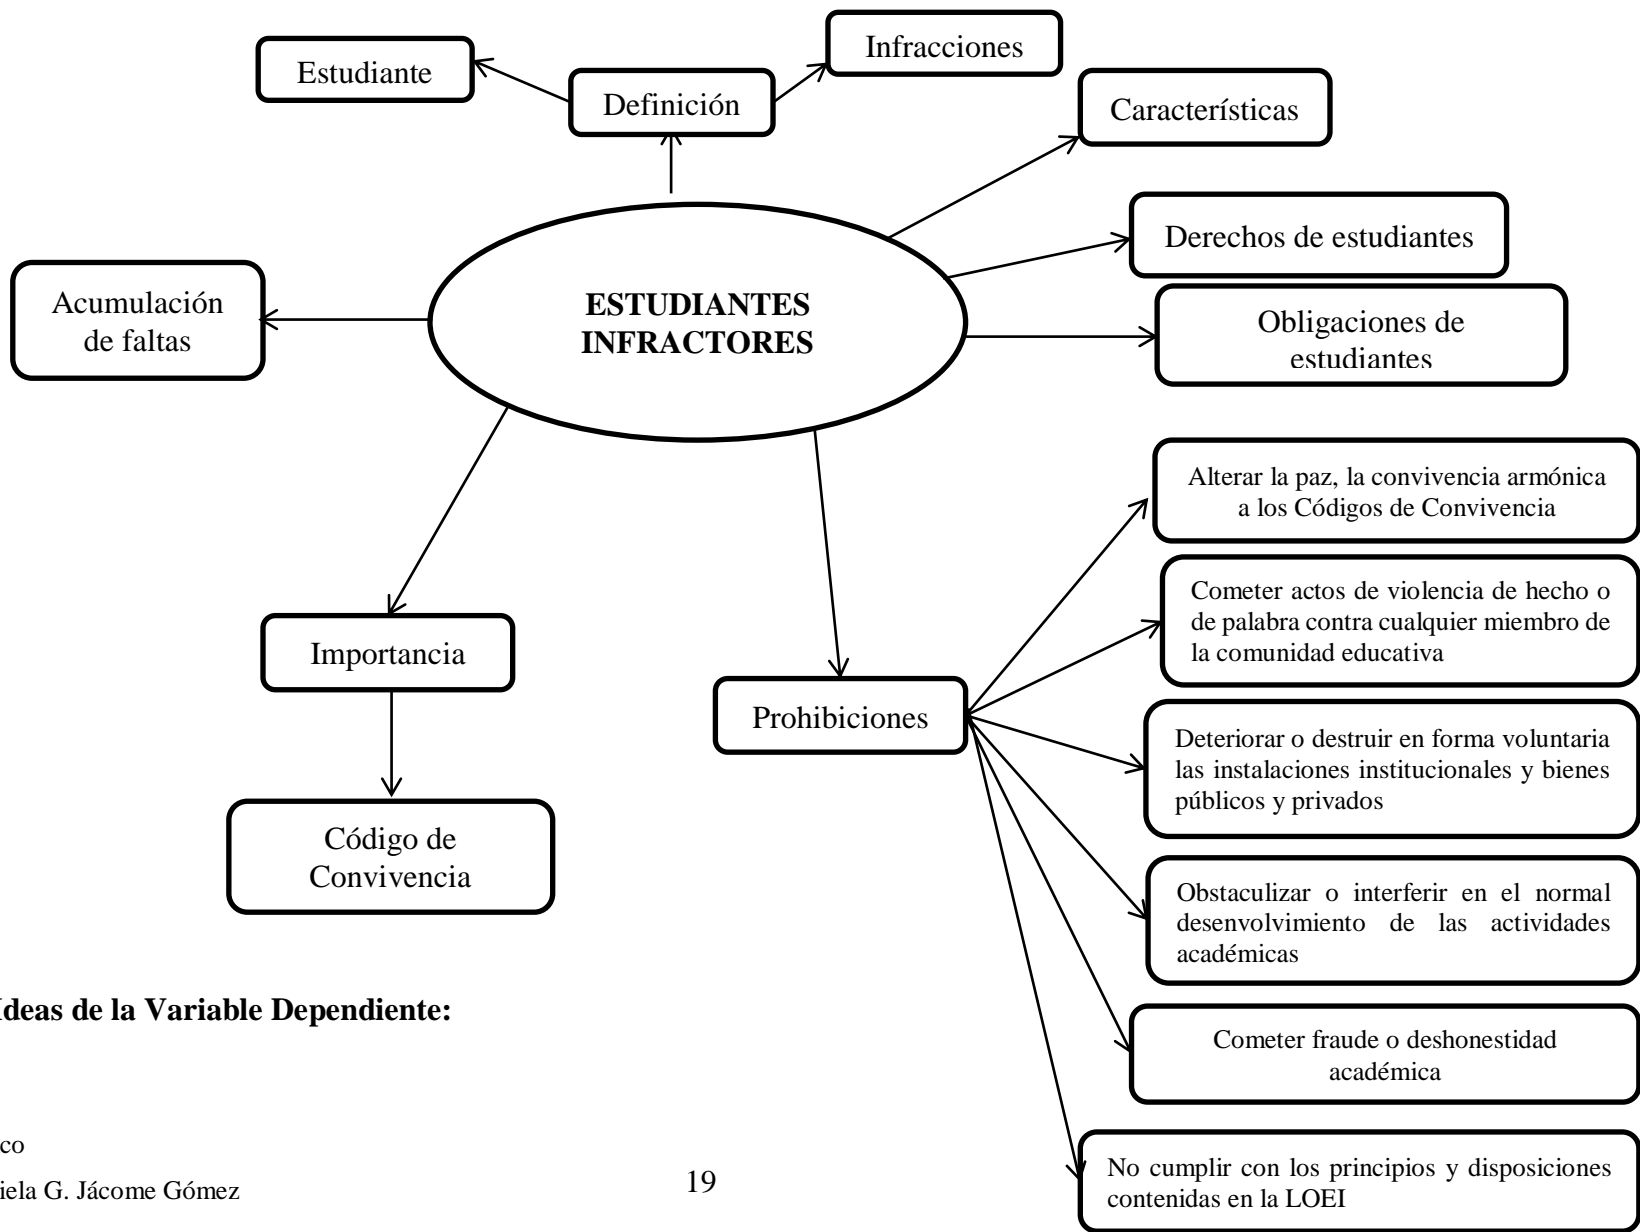 Infracciones
Estudiante
Definición
Características
Derechos de estudiantes
ESTUDIANTES
INFRACTORES
Acumulación
de faltas
Obligaciones de
estudiantes
Alterar la paz, la convivencia armónica
a los Códigos de Convivencia
Cometer actos de violencia de hecho o
de palabra contra cualquier miembro de
la comunidad educativa
Importancia
Prohibiciones
Deteriorar o destruir en forma voluntaria
las instalaciones institucionales y bienes
públicos y privados
Código de
Convivencia
Obstaculizar o interferir en el normal
desenvolvimiento de las actividades
académicas
Ideas de la Variable Dependiente:
Cometer fraude o deshonestidad
académica
co
iela G. Jácome Gómez
19
No cumplir con los principios y disposiciones
contenidas en la LOEI